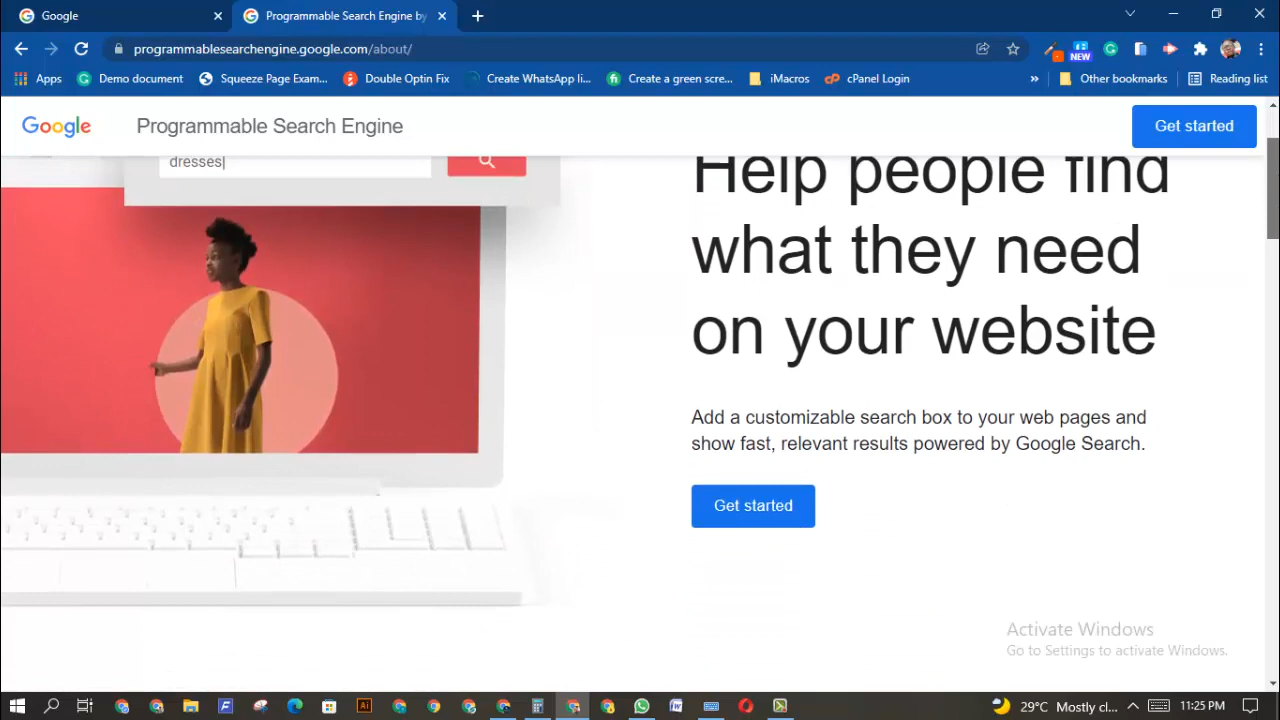 Google
Programmable Search Engine by
programmablesearchengine.google.com/about/
NEW
Apps
Demo document
Squeeze Page Exam...
Double Optin Fix
Create WhatsApp li...
Create a green scre...
iMacros
cPanel Login
»
Other bookmarks
Reading list
Google
Programmable Search Engine
Get started
dresses
Help people find
what they need
on your website
Add a customizable search box to your web pages and
show fast, relevant results powered by Google Search.
Get started
Activate Windows
Go to Settings to activate Windows.
Ai
29°C Mostly cl...
11:25 PM